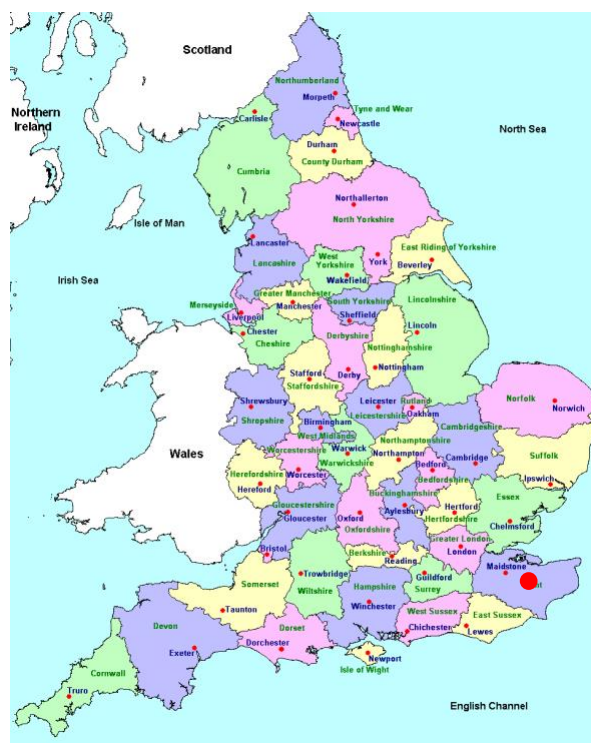 Scotland
Northumberland
Morpeth
Tyne and Wear
Carlisle
Newcastle
Northern
Ireland
North Sea
Durham
County Durham
Cumbria
Northallerton
North Yorkshire
Isle of Man
Lancaster
East Riding of Yorkshire
Lancashire
West
Yorkshire
York
Beverley
Irish Sea
Wakefield
Greater Manchester
Merseyside
Manchester
South Yorkshire
Lincolnshire
Liverpool
Sheffield
Chester
Lincoln
Cheshire
Derbyshire
Nottinghamshire
Stafford
Derby
Nottingham
Staffordshire
Shrewsbury
Leicester
Rutland
Norfolk
Norwich
Shropshire
Leicestershire
Oakham
Birmingham
Cambridgeshire
West Midlands
Northamptonshire
Wales
Worcestershire
Warwick
Suffolk
Warwickshire
Northampton
Cambridge
Herefordshire
Worcester
Bedford
Bedfordshire
Ipswich
Hereford
Buckinghamshire
Essex
Gloucestershire
Aylesbury
Hertford
Gloucester
Oxford
Hertfordshire
Chelmsford
Oxfordshire
Greater London
Bristol
Berkshire
London
Reading
Maidstone
Trowbridge
Guildford
Somerset
Hampshire
Surrey
Wiltshire
Winchester
Taunton
West Sussex
East Sussex
Devon
Dorset
Chichester
Lewes
Dorchester
Exeter
Newport
Isle of Wight
Cornwall
Truro
English Channel